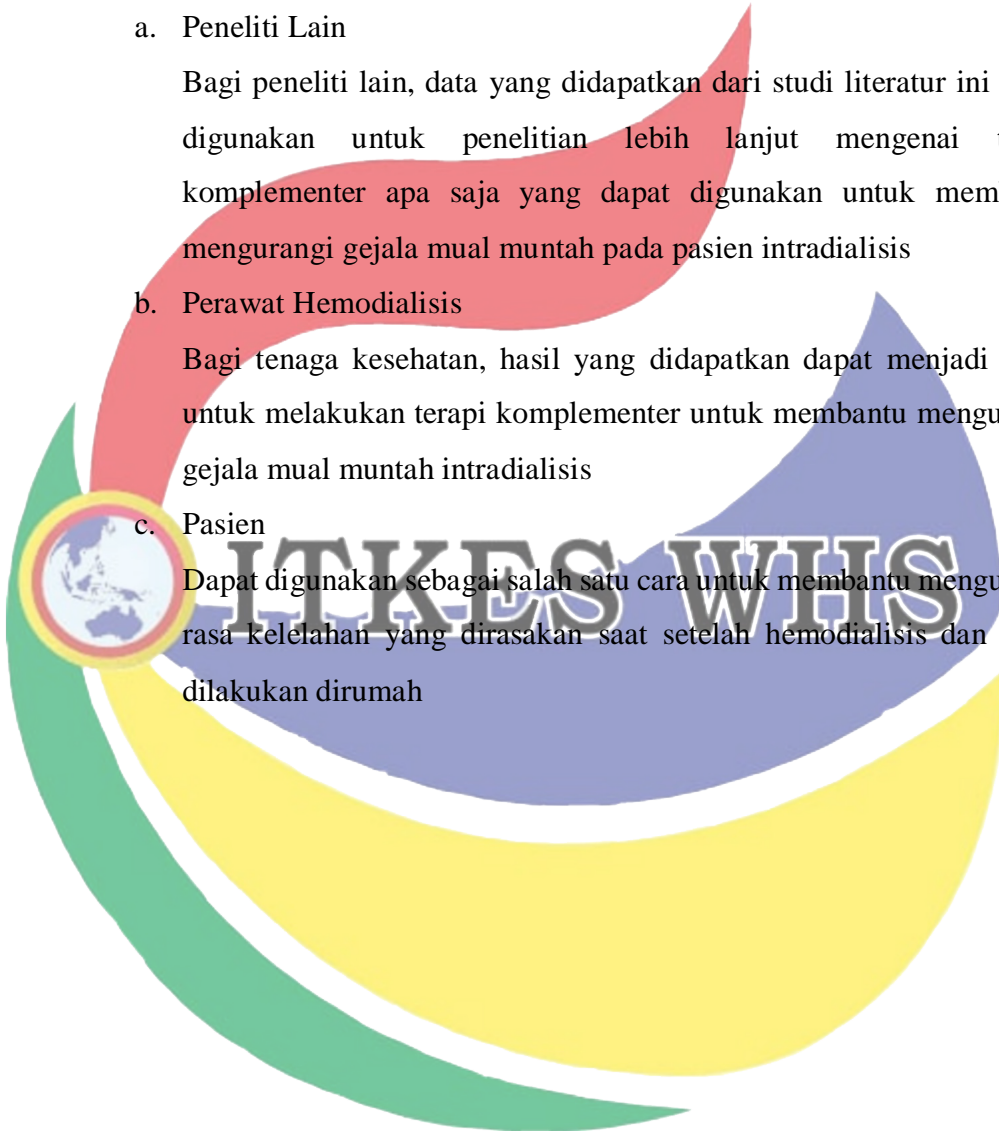 a. Peneliti Lain
Bagi peneliti lain, data yang didapatkan dari studi literatur ini
digunakan untuk penelitian lebih lanjut mengenai
komplementer apa saja yang dapat digunakan untuk
mengurangi gejala mual muntah pada pasien intradialisis
b. Perawat Hemodialisis
Bagi tenaga kesehatan, hasil yang didapatkan dapat menjadi
untuk melakukan terapi komplementer untuk membantu
gejala mual muntah intradialisis
c. Pasien
ITKES WHS
Dapat digunakan sebagai salah satu cara untuk membantu
rasa kelelahan yang dirasakan saat setelah hemodialisis dan
dilakukan dirumah